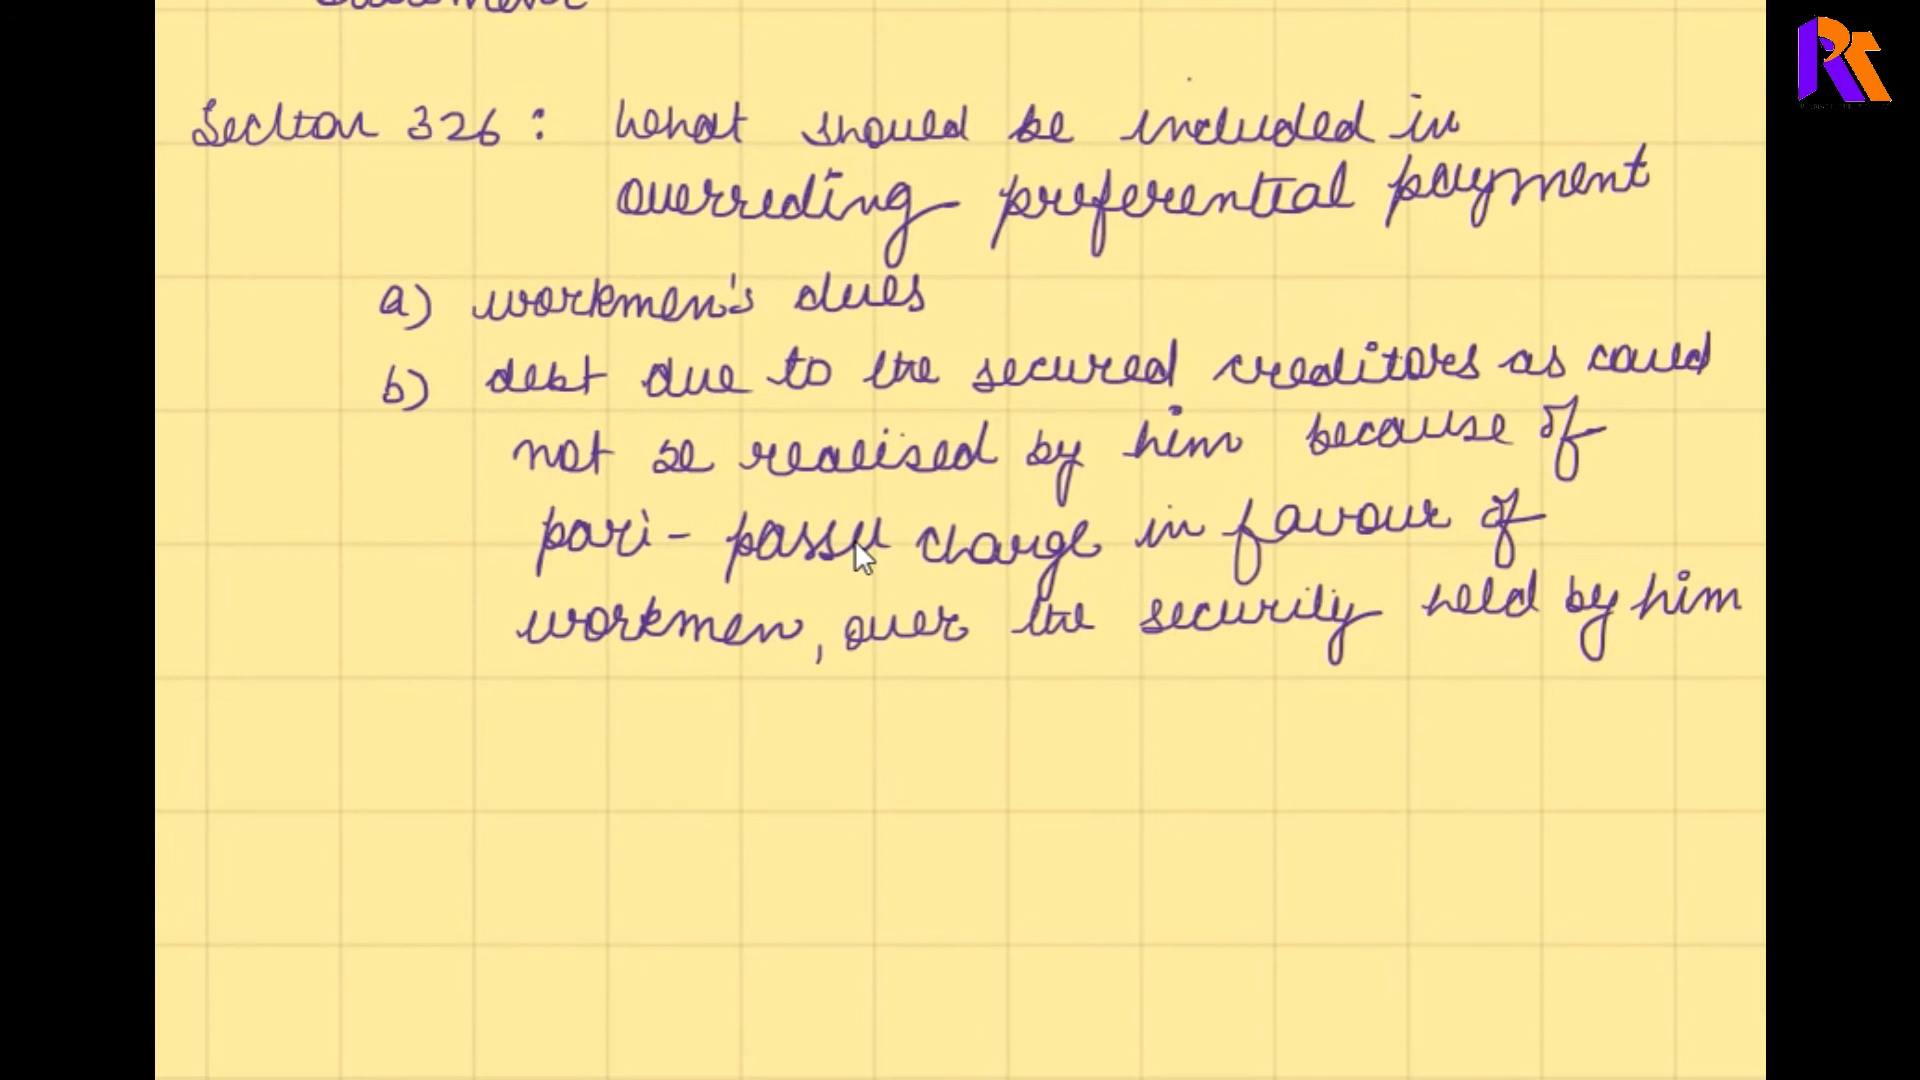 Section 326 : What should be included in
overriding preferential payment
a) workmen's dues
b) debt due to the secured creditors as could
not be realised by him because of
pari-passu charge in favour of
workmen, over the security held by him